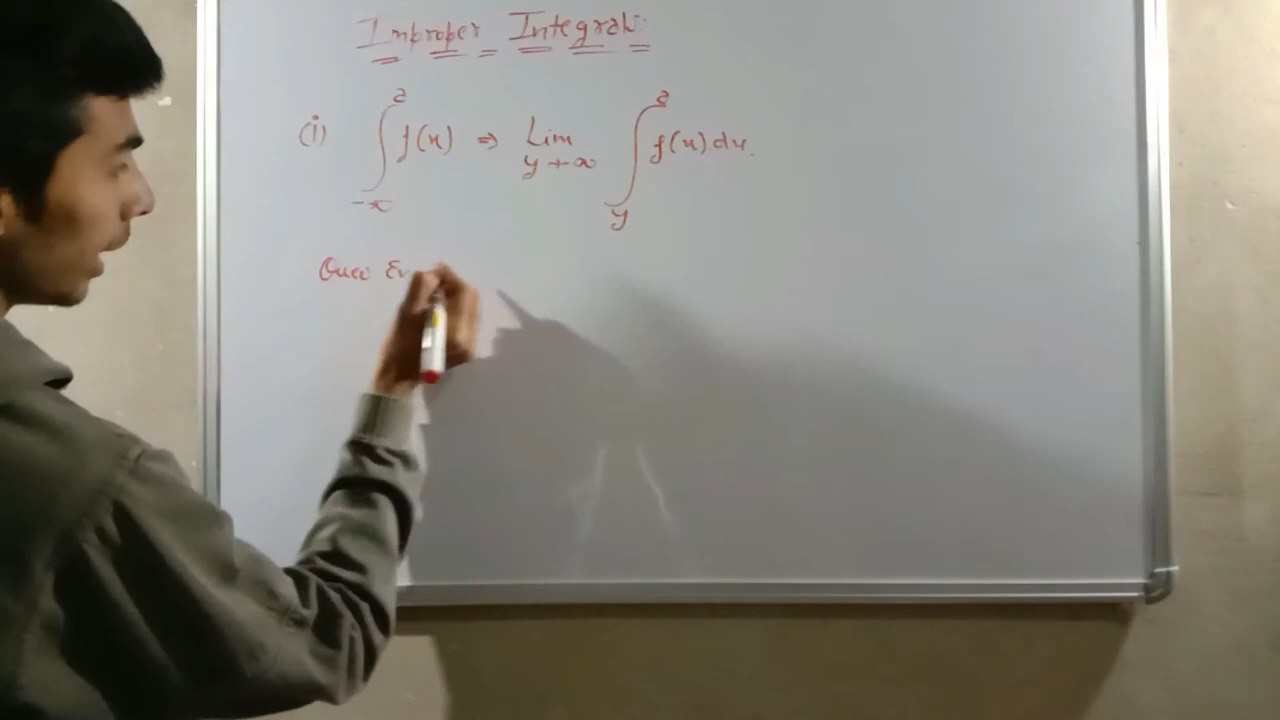 Improper Integrals
(i) ∫_{-∞}^{a} f(x) ⇒ Lim_{y→∞} ∫_{y}^{a} f(x) dx.